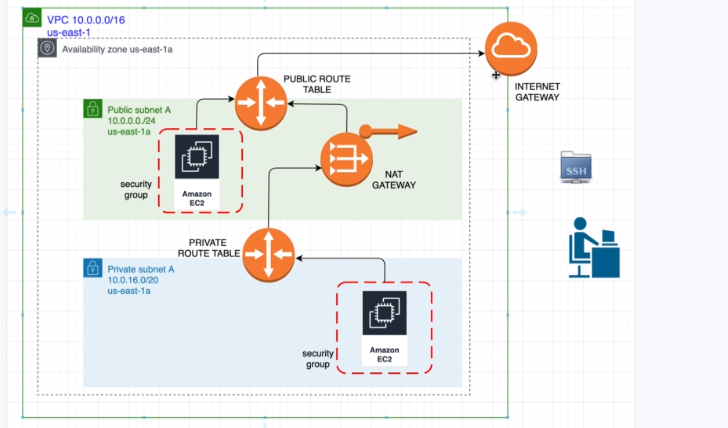 VPC 10.0.0.0/16
us-east-1
Availability zone us-east-1a
PUBLIC ROUTE
TABLE
INTERNET
GATEWAY
Public subnet A
10.0.0.0./24
us-east-1a
security
group
Amazon
EC2
NAT
GATEWAY
SSH
PRIVATE
ROUTE TABLE
Private subnet A
10.0.16.0/20
us-east-1a
security
group
Amazon
EC2